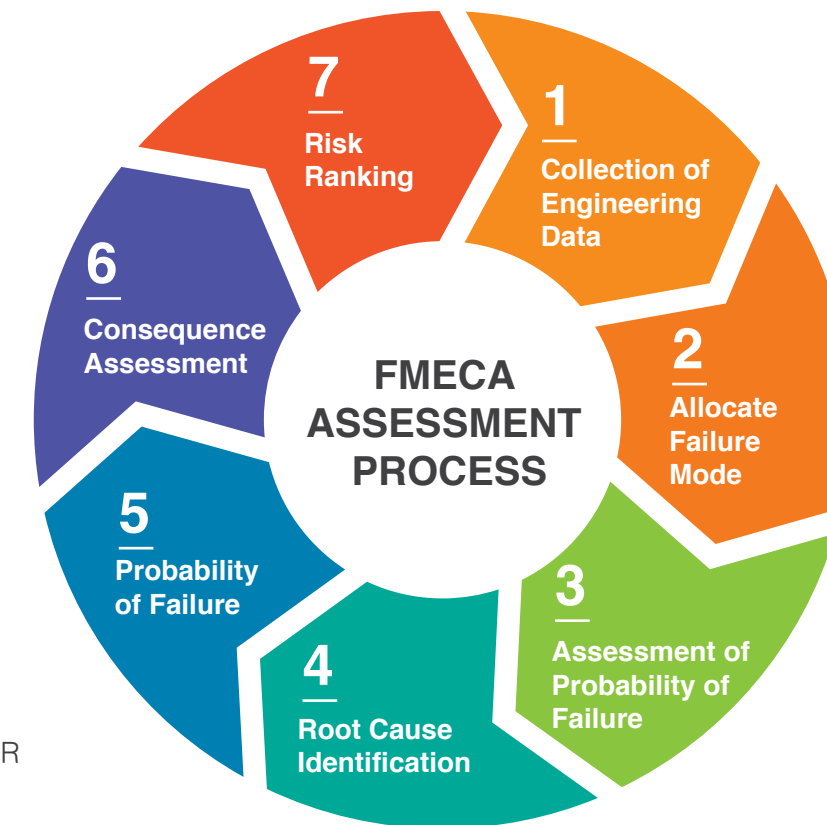 7
Risk
Ranking
1
Collection of
Engineering
Data
6
Consequence
Assessment
2
Allocate
Failure
Mode
FMECA
ASSESSMENT
PROCESS
5
Probability
of Failure
3
Assessment of
Probability of
Failure
4
Root Cause
Identification
R